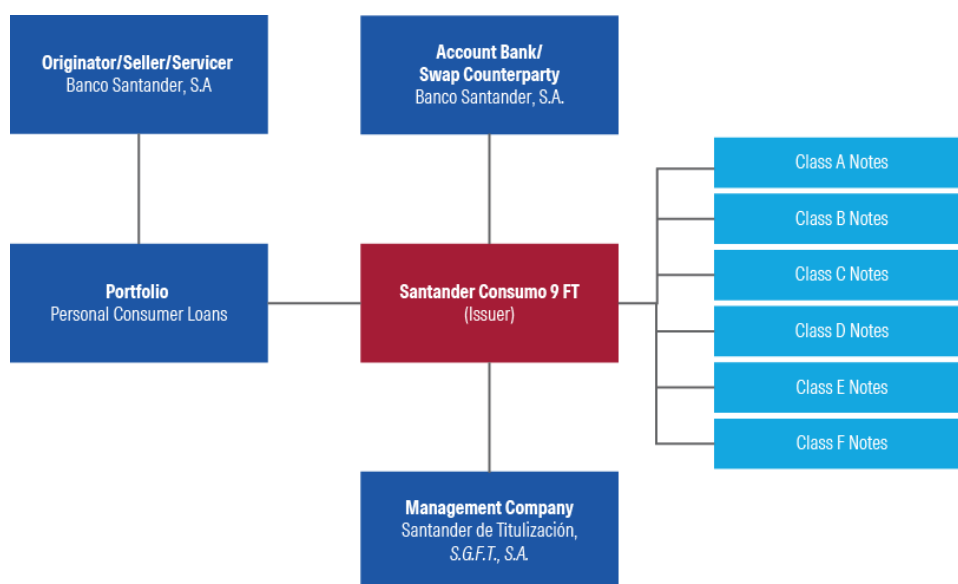 Originator/Seller/Servicer
Banco Santander, S.A
Account Bank/
Swap Counterparty
Banco Santander, S.A.
Class A Notes
Class B Notes
Class C Notes
Class D Notes
Class E Notes
Class F Notes
Portfolio
Personal Consumer Loans
Santander Consumo 9 FT
(Issuer)
Management Company
Santander de Titulización,
S.G.F.T., S.A.